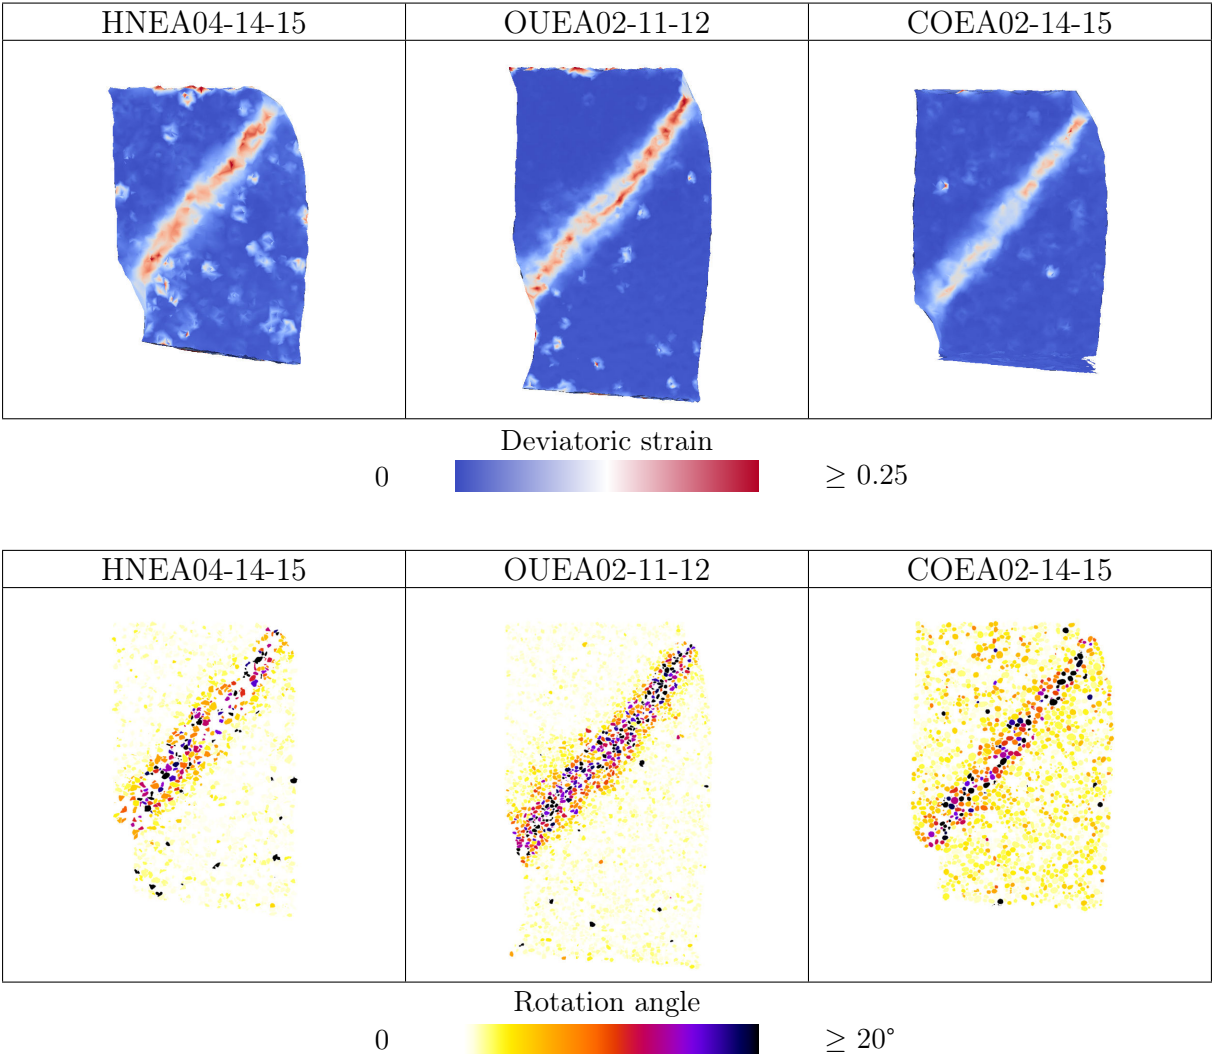 HNEA04-14-15 OUEA02-11-12 COEA02-14-15
Deviatoric strain
0 ≥ 0.25
HNEA04-14-15 OUEA02-11-12 COEA02-14-15
Rotation angle
0 ≥ 20°